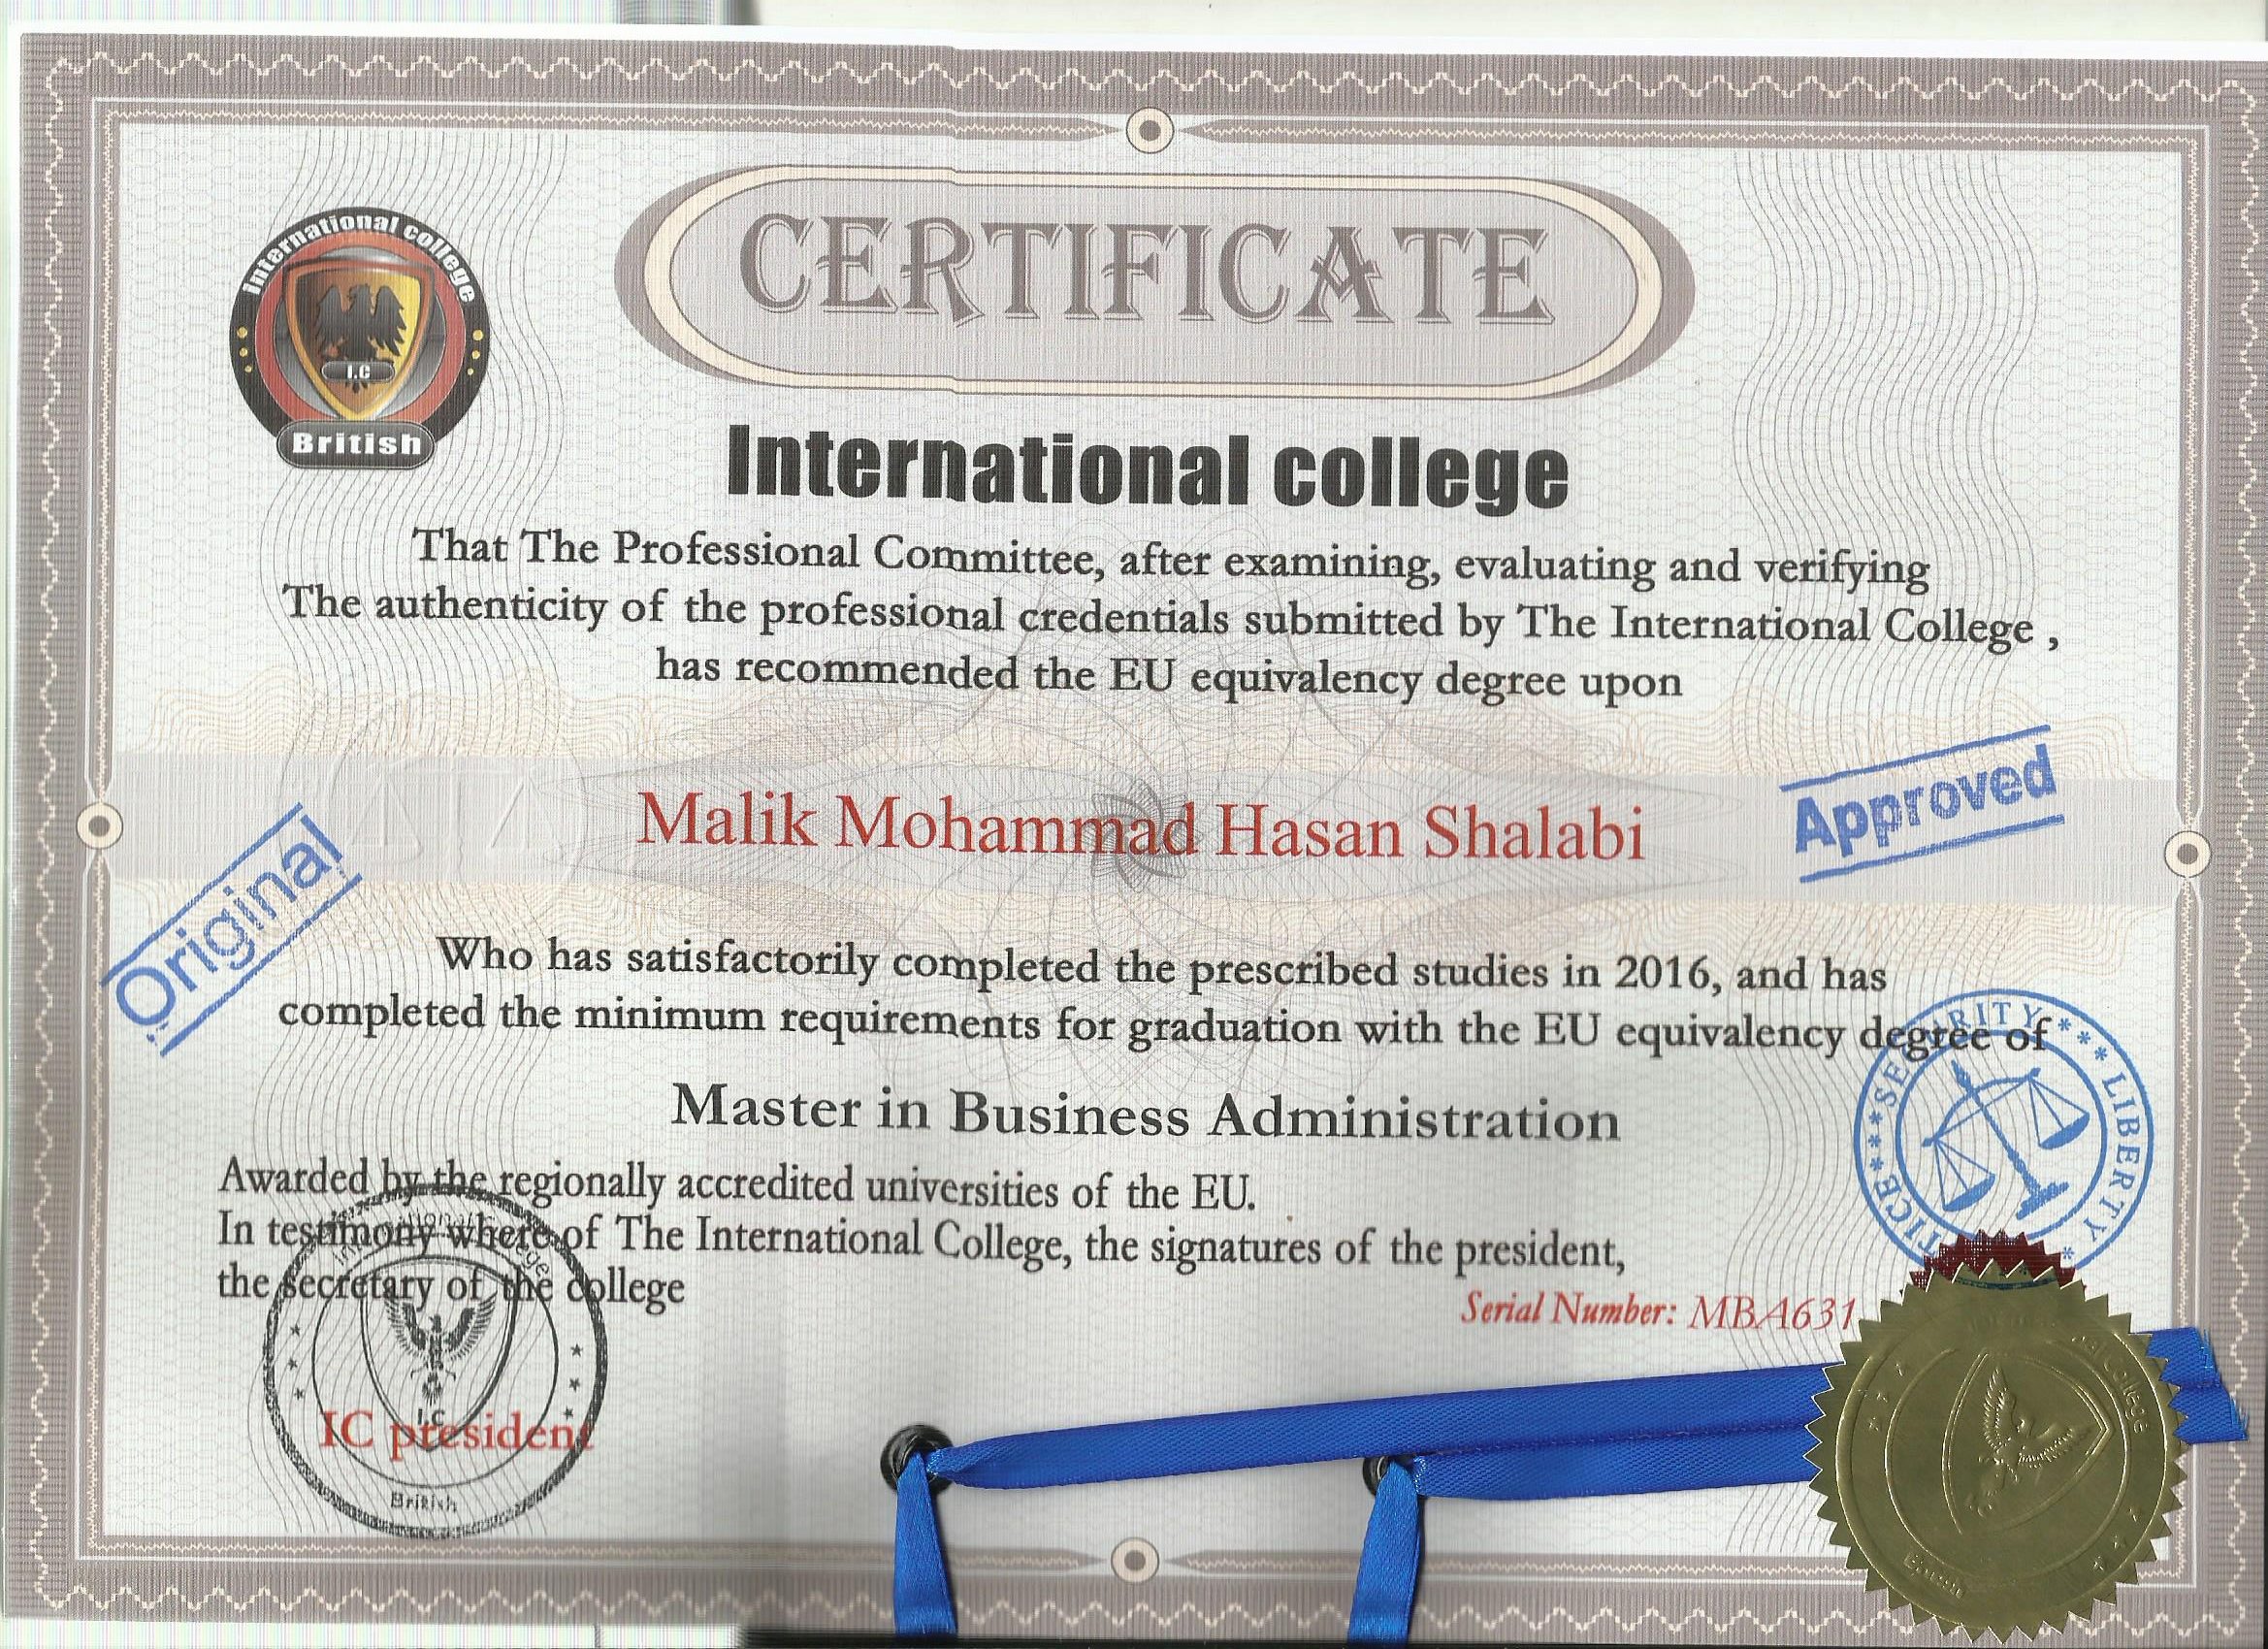 International college
I.C
British
CERTIFICATE
International college
That The Professional Committee, after examining, evaluating and verifying
The authenticity of the professional credentials submitted by The International College ,
has recommended the EU equivalency degree upon
Malik Mohammad Hasan Shalabi
Approved
Original
Who has satisfactorily completed the prescribed studies in 2016, and has
completed the minimum requirements for graduation with the EU equivalency degree of
Master in Business Administration
Awarded by the regionally accredited universities of the EU.
In testimony where of The International College, the signatures of the president,
the secretary of the college
Serial Number: MBA631
LIBERTY
I.C
IC president
British